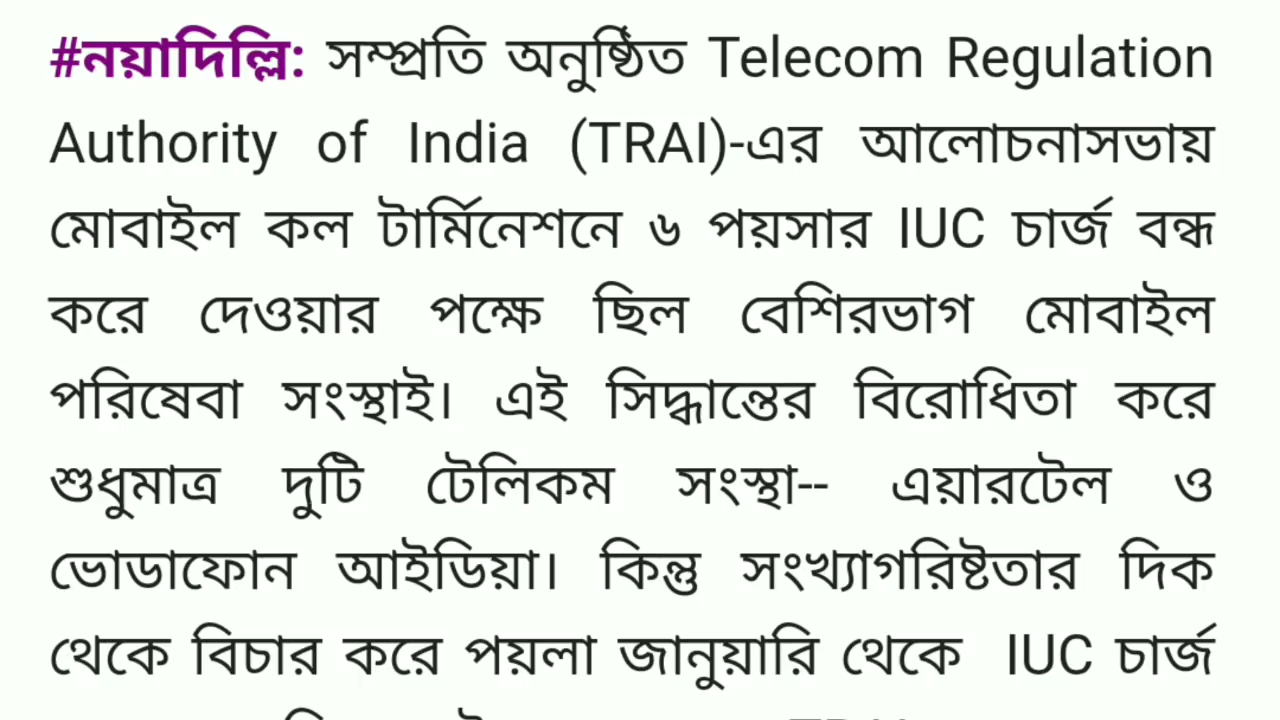 #নয়াদিল্লি: সম্প্রতি অনুষ্ঠিত Telecom Regulation
Authority of India (TRAI)-এর আলোচনাসভায়
মোবাইল কল টার্মিনেশনে ৬ পয়সার IUC চার্জ বন্ধ
করে দেওয়ার পক্ষে ছিল বেশিরভাগ মোবাইল
পরিষেবা সংস্থাই। এই সিদ্ধান্তের বিরোধিতা করে
শুধুমাত্র দুটি টেলিকম সংস্থা-- এয়ারটেল ও
ভোডাফোন আইডিয়া। কিন্তু সংখ্যাগরিষ্টতার দিক
থেকে বিচার করে পয়লা জানুয়ারি থেকে IUC চার্জ